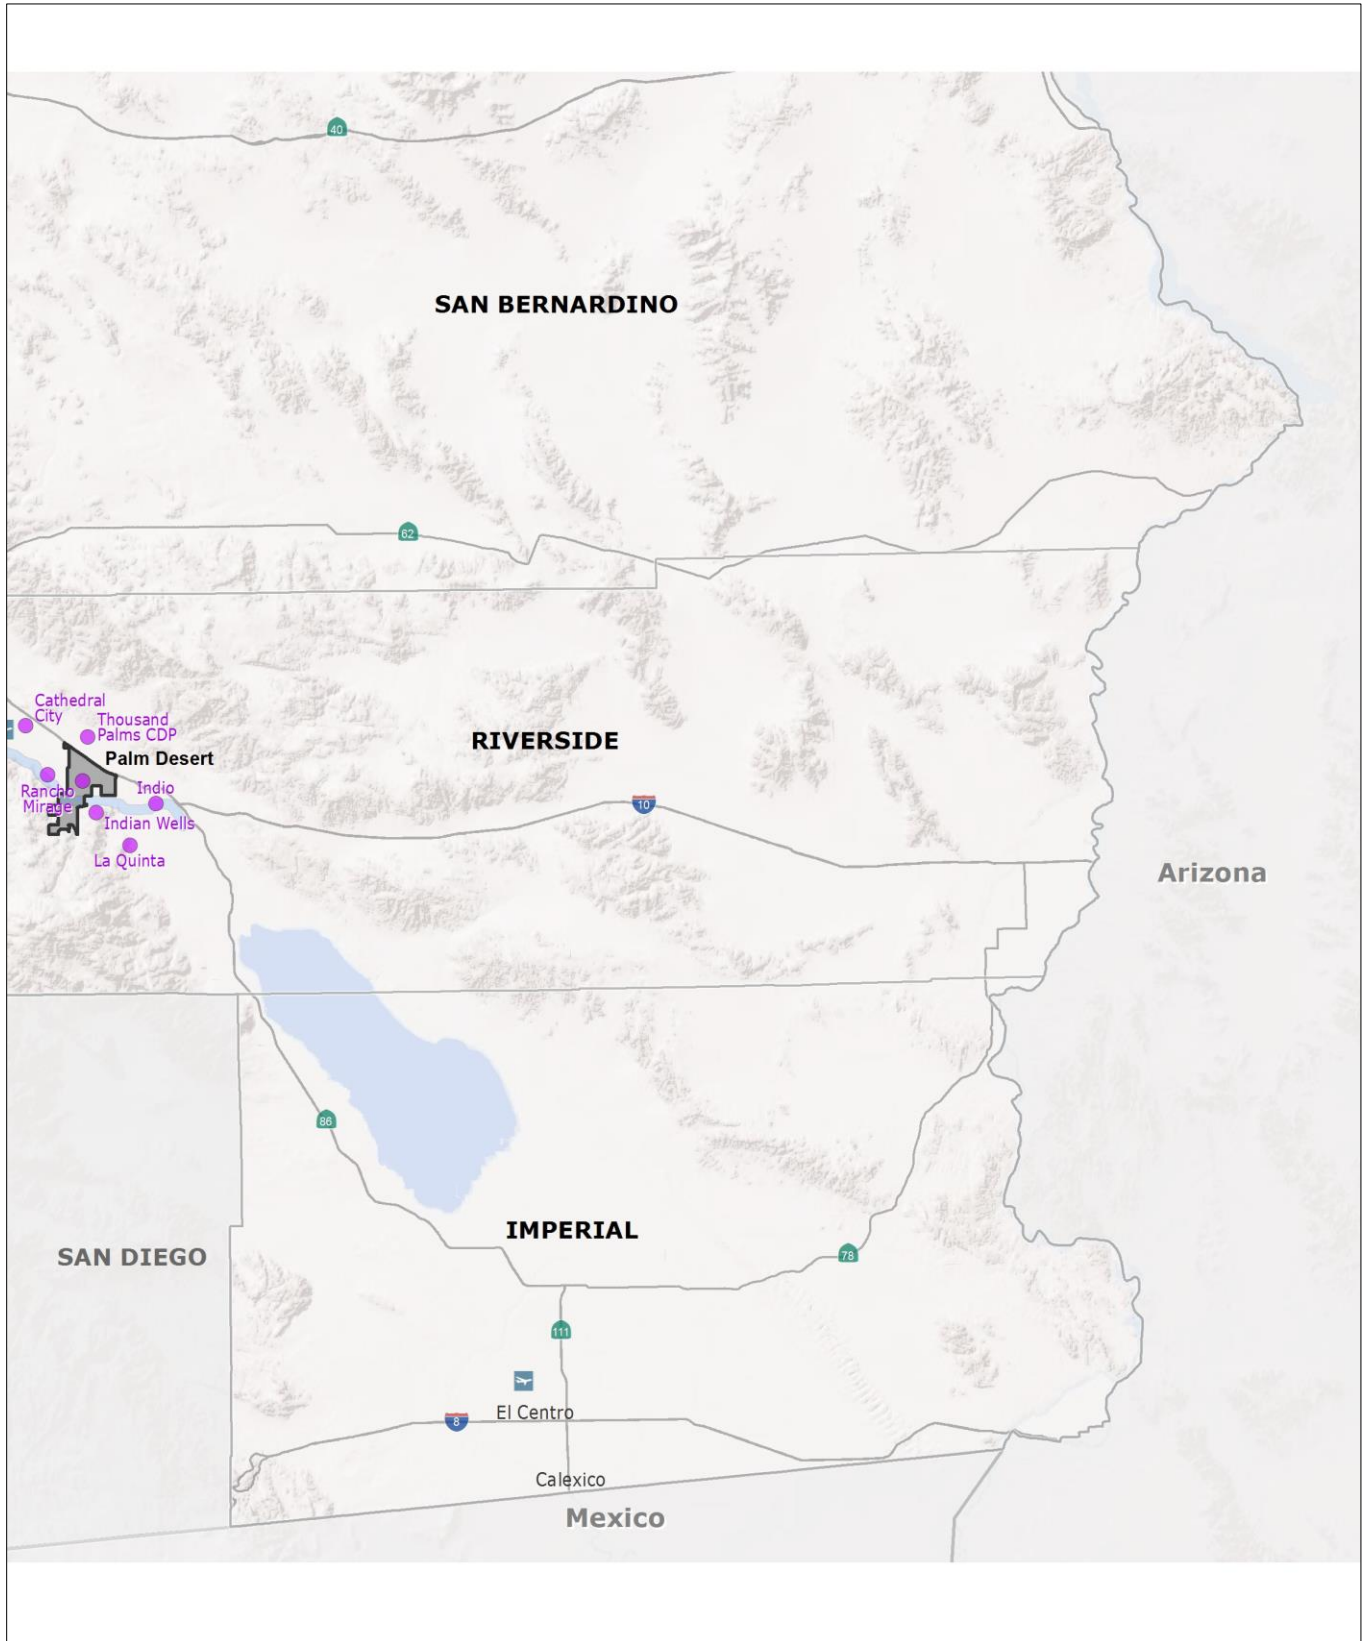 40
SAN BERNARDINO
62
Cathedral
City
Thousand
Palms CDP
RIVERSIDE
Palm Desert
Rancho
Mirage
Indio
10
Indian Wells
La Quinta
Arizona
86
IMPERIAL
SAN DIEGO
78
111
El Centro
8
Calexico
Mexico